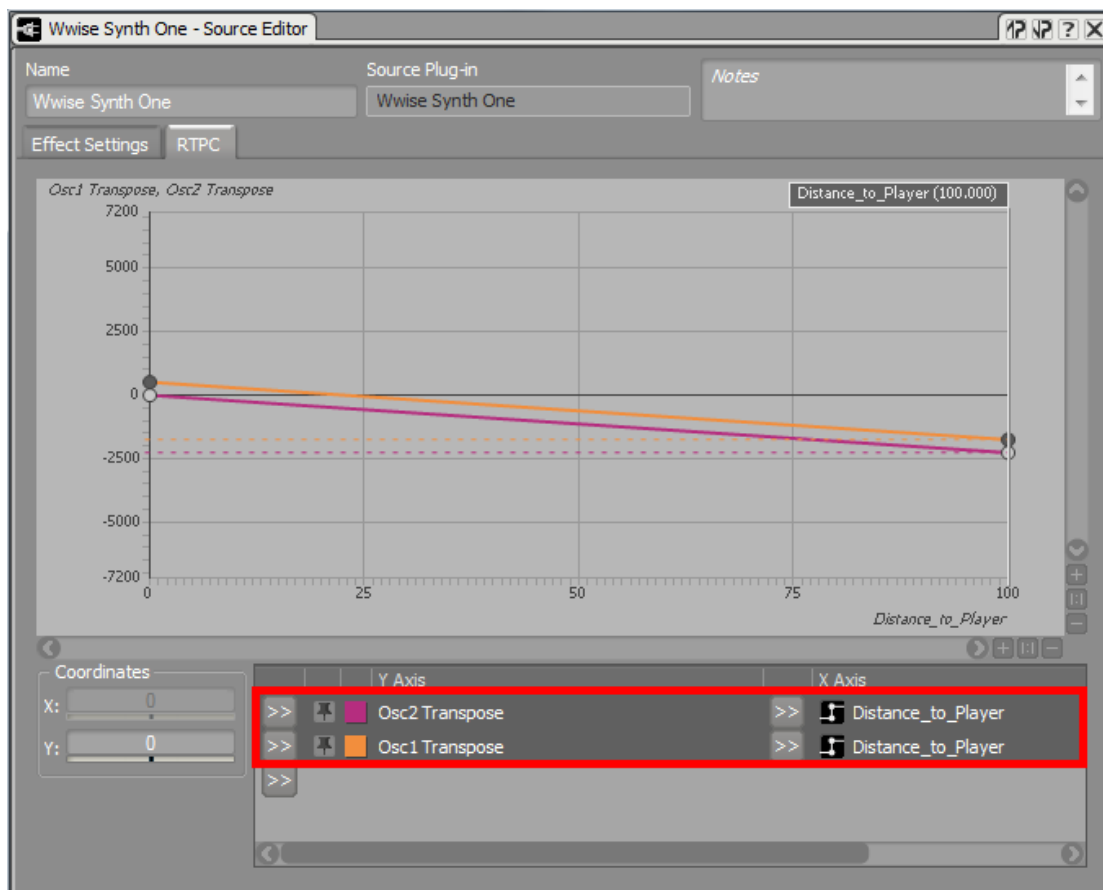 Wwise Synth One - Source Editor
Name
Source Plug-in
Notes
Wwise Synth One
Wwise Synth One
Effect Settings
RTPC
Osc1 Transpose, Osc2 Transpose
Distance_to_Player (100.000)
7200
5000
2500
0
-2500
-5000
-7200
0 25 50 75 100
Distance_to_Player
Coordinates
Y Axis
X Axis
X: 0
>> Osc2 Transpose >> Distance_to_Player
Y: 0
>> Osc1 Transpose >> Distance_to_Player
>>